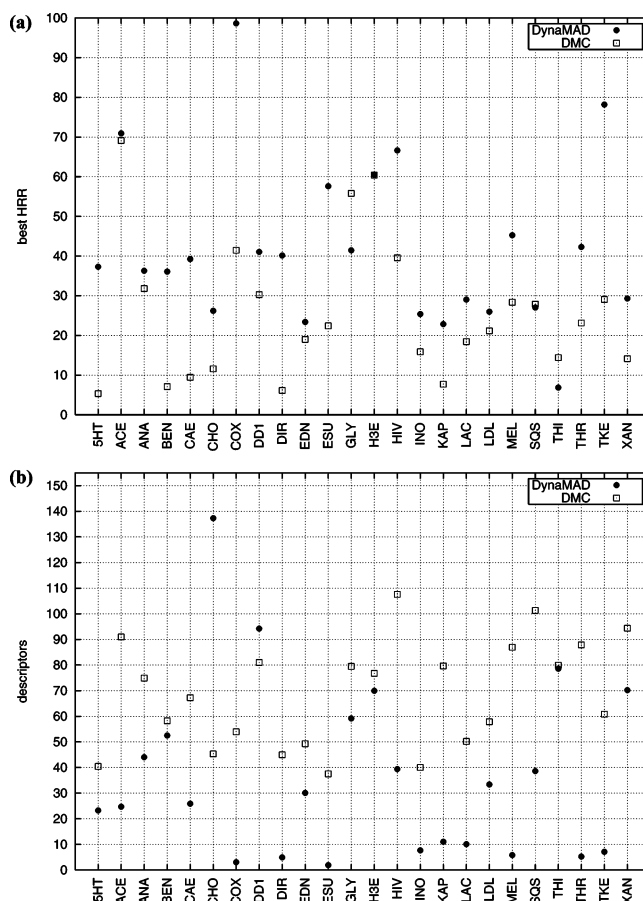 (a)
100
90
80
70
60
50
40
30
20
10
0
best HRR
DynaMAD
DMC
5HT
ACE
ANA
BEN
CAE
CHO
COX
DD1
DIR
EDN
ESU
GLY
H3E
HIV
INO
KAP
LAC
LDL
MEL
SQS
THI
THR
TKE
XAN
(b)
150
140
130
120
110
100
90
80
70
60
50
40
30
20
10
0
descriptors
DynaMAD
DMC
5HT
ACE
ANA
BEN
CAE
CHO
COX
DD1
DIR
EDN
ESU
GLY
H3E
HIV
INO
KAP
LAC
LDL
MEL
SQS
THI
THR
TKE
XAN